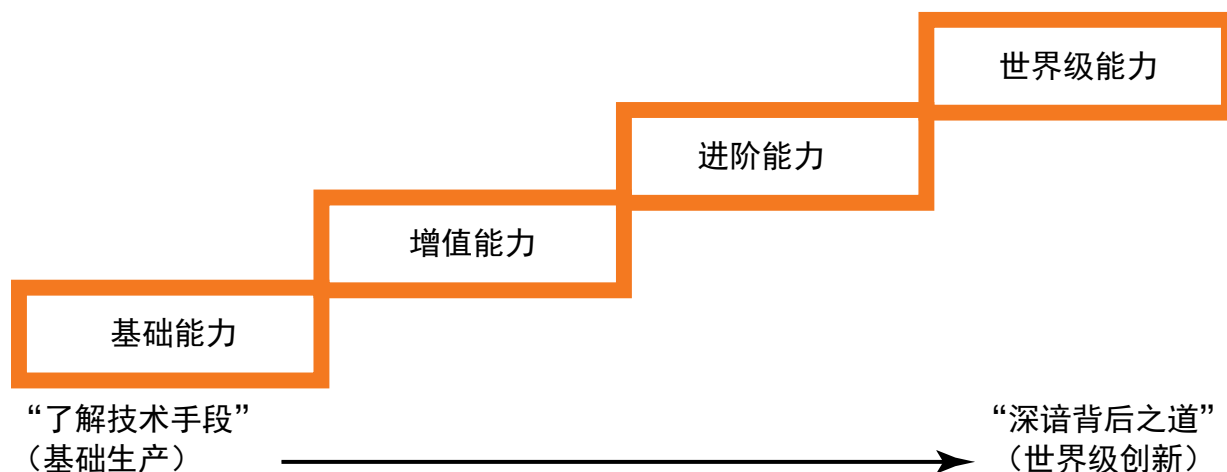 世界级能力
进阶能力
增值能力
基础能力
“了解技术手段”
（基础生产）
“深谙背后之道”
（世界级创新）